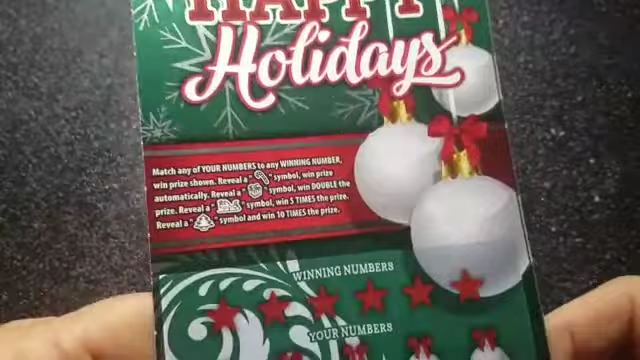 HAPPY
Holidays
Match any of YOUR NUMBERS to any WINNING NUMBER,
win prize shown. Reveal a " " symbol, win prize
automatically. Reveal a " " symbol, win DOUBLE the
prize. Reveal a " " symbol, win 5 TIMES the prize.
Reveal a " " symbol and win 10 TIMES the prize.
WINNING NUMBERS
YOUR NUMBERS